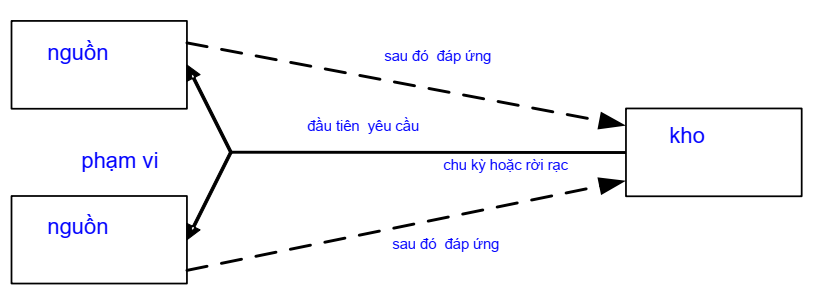 nguồn
sau đó đáp ứng
đầu tiên yêu cầu
kho
phạm vi
chu kỳ hoặc rời rạc
nguồn
sau đó đáp ứng